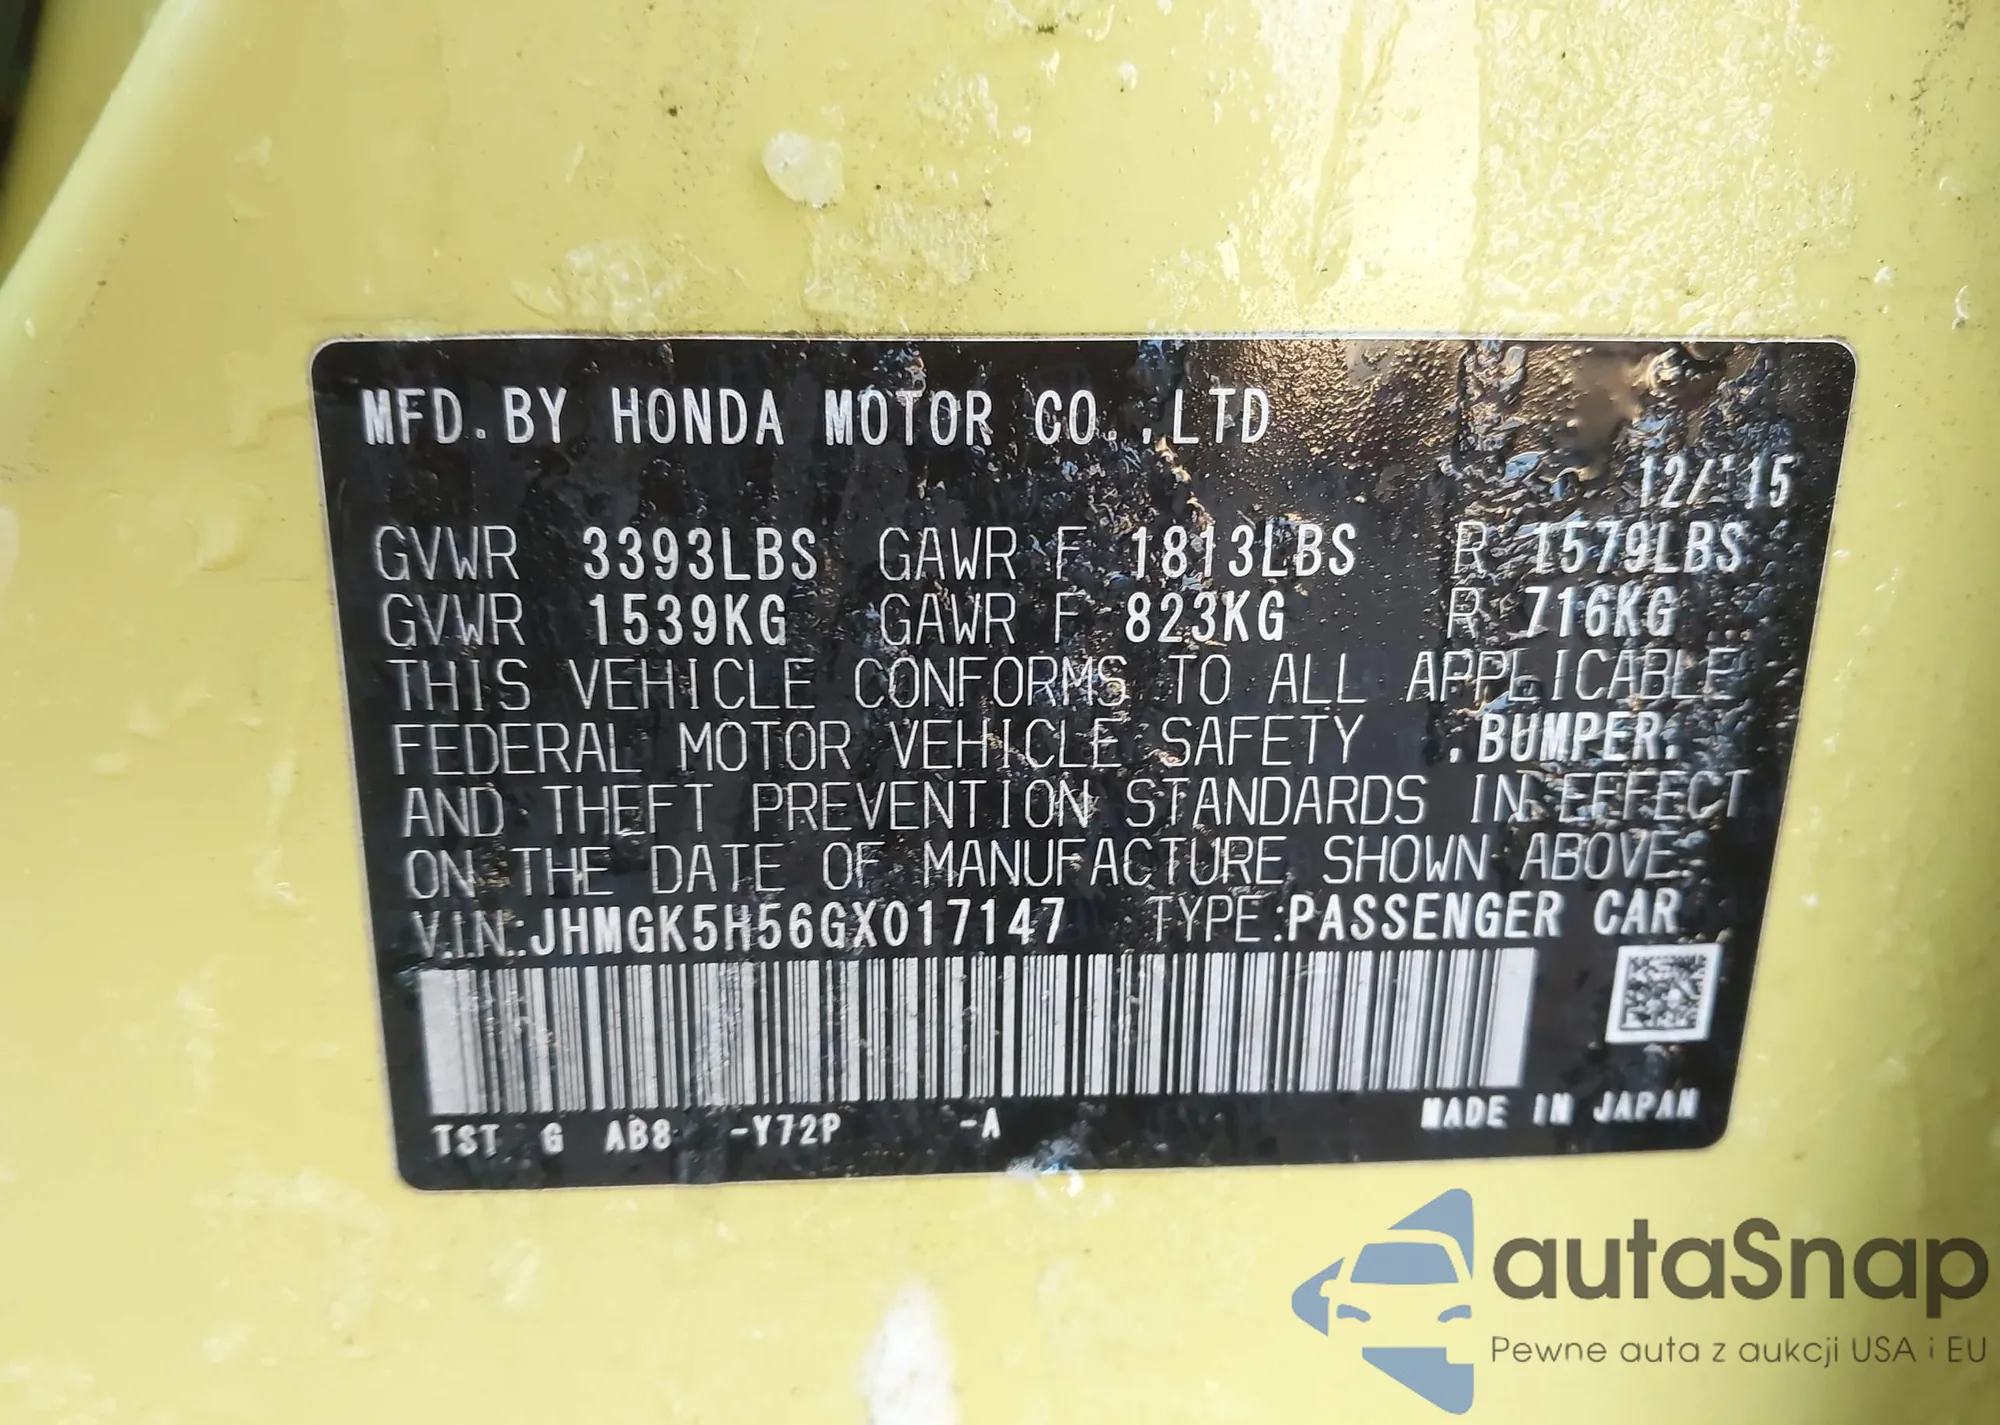 MFD.BY HONDA MOTOR CO.,LTD
12/'15
GVWR 3393LBS GAWR F 1813LBS R 1579LBS
GVWR 1539KG GAWR F 823KG R 716KG
THIS VEHICLE CONFORMS TO ALL APPLICABLE
FEDERAL MOTOR VEHICLE SAFETY ,BUMPER,
AND THEFT PREVENTION STANDARDS IN EFFECT
ON THE DATE OF MANUFACTURE SHOWN ABOVE.
V.I.N.:JHMGK5H56GX017147 TYPE:PASSENGER CAR
TST G AB8 -Y72P -A MADE IN JAPAN
autaSnap
Pewne auta z aukcji USA i EU